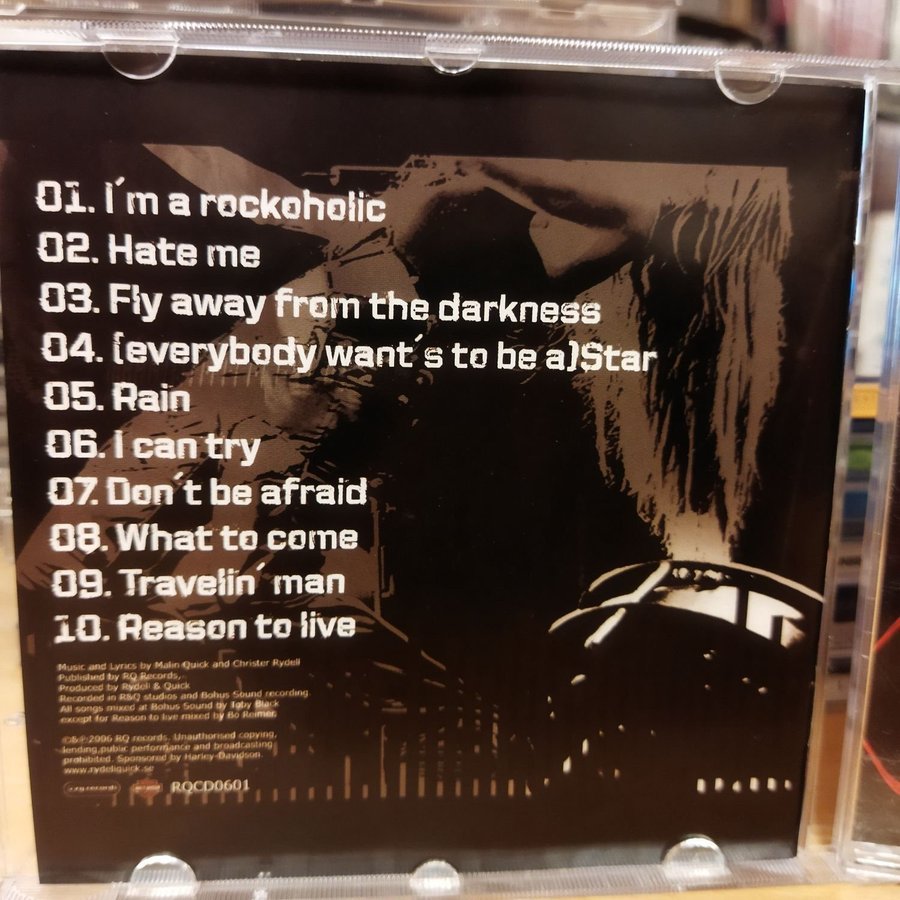 01. I´m a rockoholic
02. Hate me
03. Fly away from the darkness
04. (everybody want´s to be a)Star
05. Rain
06. I can try
07. Don´t be afraid
08. What to come
09. Travelin´ man
10. Reason to live
Music and Lyrics by Malin Quick and Christer Rydell
Published by RQ Records,
Produced by Rydell & Quick
Recorded in R&Q studios and Bohus Sound recording
All songs mixed at Bohus Sound by Toby Black
except for Reason to live mixed by Bo Reimer
©&℗ 2006 RQ records. Unauthorised copying,
lending,public performance and broadcasting
prohibited. Sponsored by Harley-Davidson.
www.rydellquick.se
RQCD0601